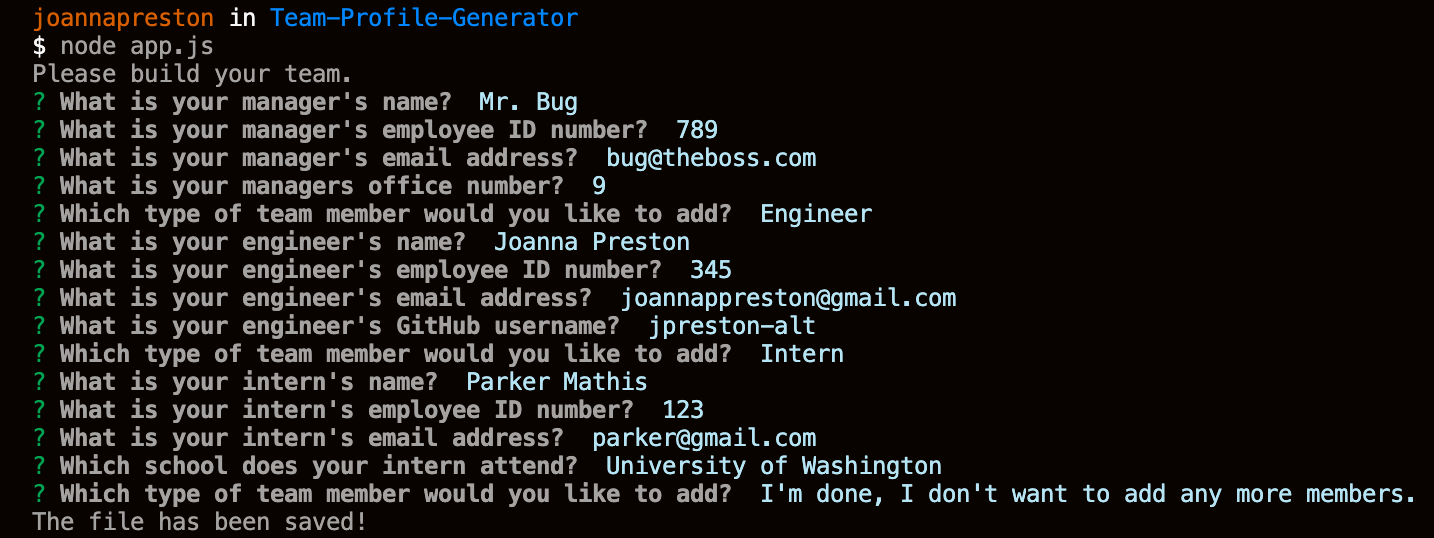 joannapreston in Team-Profile-Generator
$ node app.js
Please build your team.
? What is your manager's name?  Mr. Bug
? What is your manager's employee ID number?  789
? What is your manager's email address?  bug@theboss.com
? What is your managers office number?  9
? Which type of team member would you like to add?  Engineer
? What is your engineer's name?  Joanna Preston
? What is your engineer's employee ID number?  345
? What is your engineer's email address?  joannappreston@gmail.com
? What is your engineer's GitHub username?  jpreston-alt
? Which type of team member would you like to add?  Intern
? What is your intern's name?  Parker Mathis
? What is your intern's employee ID number?  123
? What is your intern's email address?  parker@gmail.com
? Which school does your intern attend?  University of Washington
? Which type of team member would you like to add?  I'm done, I don't want to add any more members.
The file has been saved!